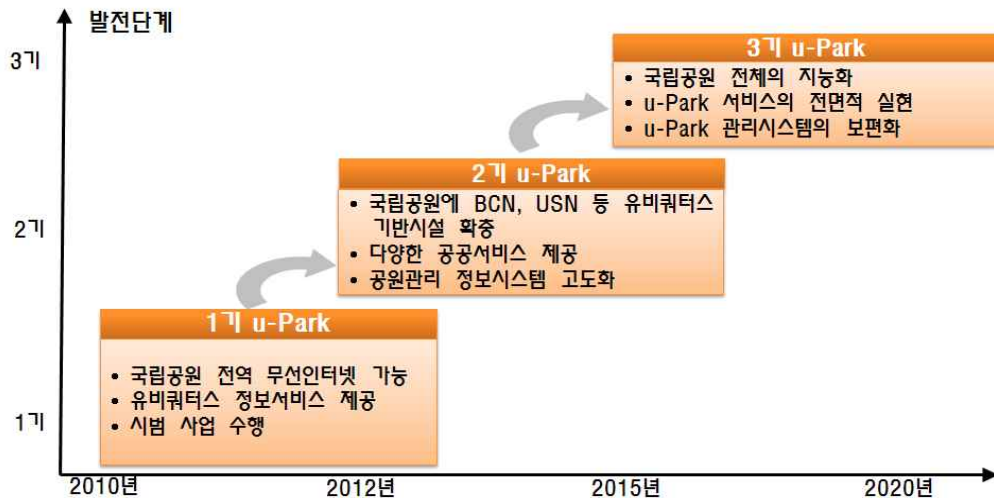 발전단계
3기
3기 u-Park
• 국립공원 전체의 지능화
• u-Park 서비스의 전면적 실현
• u-Park 관리시스템의 보편화
2기
2기 u-Park
• 국립공원에 BCN, USN 등 유비쿼터스
기반시설 확충
• 다양한 공공서비스 제공
• 공원관리 정보시스템 고도화
1기
1기 u-Park
• 국립공원 전역 무선인터넷 가능
• 유비쿼터스 정보서비스 제공
• 시범 사업 수행
2010년
2012년
2015년
2020년